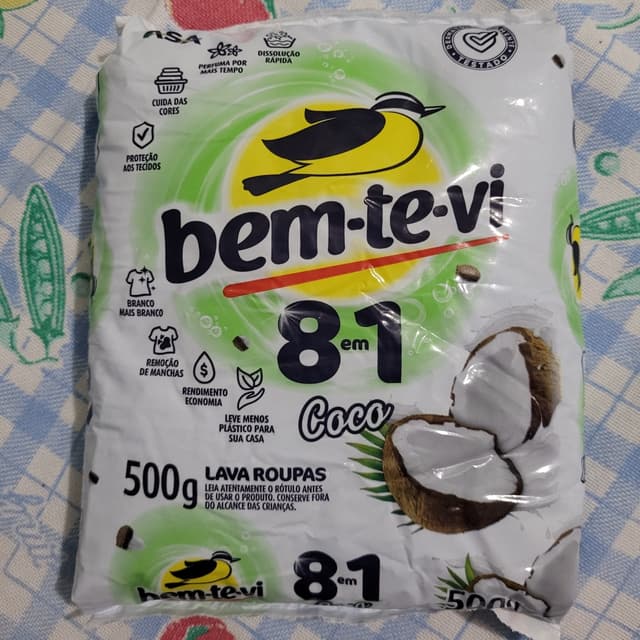 ASA
PERFUMA POR
MAIS TEMPO
DISSOLUÇÃO
RÁPIDA
TESTADO
CUIDA DAS
CORES
PROTEÇÃO
AOS TECIDOS
bem-te-vi
BRANCO
MAIS BRANCO
8 em 1
REMOÇÃO
DE MANCHAS
RENDIMENTO
ECONOMIA
LEVE MENOS
PLÁSTICO PARA
SUA CASA
Coco
500g
LAVA ROUPAS
LEIA ATENTAMENTE O RÓTULO ANTES
DE USAR O PRODUTO. CONSERVE FORA
DO ALCANCE DAS CRIANÇAS.
bem-te-vi
8 em 1
Coco
500g